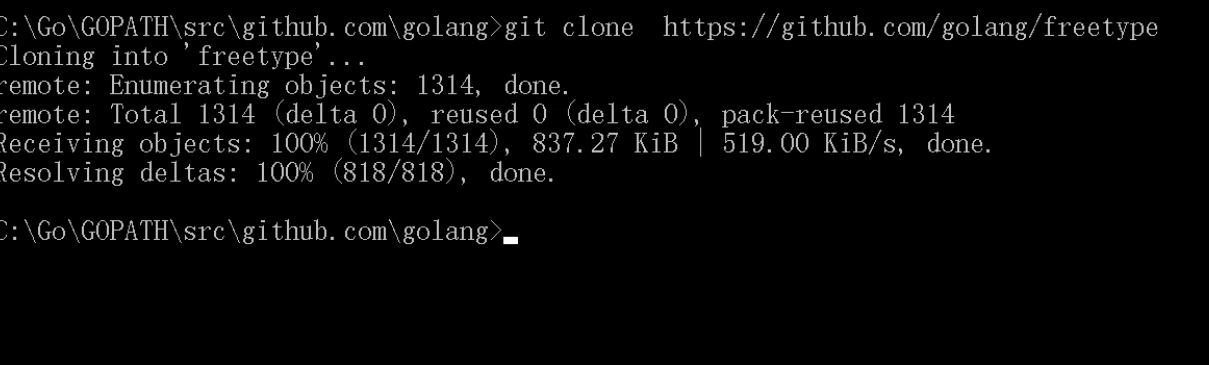 C:\Go\GOPATH\src\github.com\golang>git clone  https://github.com/golang/freetype
Cloning into 'freetype'...
remote: Enumerating objects: 1314, done.
remote: Total 1314 (delta 0), reused 0 (delta 0), pack-reused 1314
Receiving objects: 100% (1314/1314), 837.27 KiB | 519.00 KiB/s, done.
Resolving deltas: 100% (818/818), done.
C:\Go\GOPATH\src\github.com\golang>